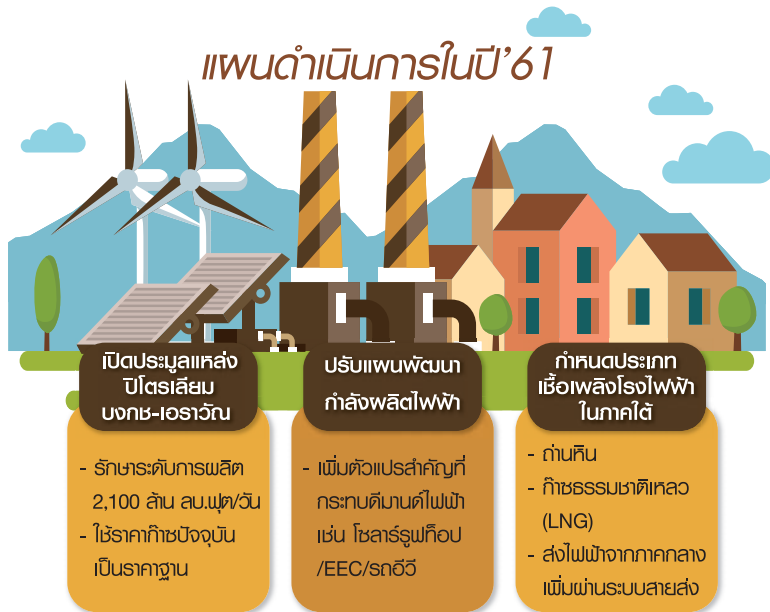 แผนดำเนินการในปี'61
เปิดประมูลแหล่ง
ปิโตรเลียม
บงกช-เอราวัณ
- รักษาระดับการผลิต
2,100 ล้าน ลบ.ฟุต/วัน
- ใช้ราคาก๊าซปัจจุบัน
เป็นราคาฐาน
ปรับแผนพัฒนา
กำลังผลิตไฟฟ้า
- เพิ่มตัวแปรสำคัญที่
กระทบดีมานด์ไฟฟ้า
เช่น โซลาร์รูฟท็อป
/EEC/รถอีวี
กำหนดประเภท
เชื้อเพลิงโรงไฟฟ้า
ในภาคใต้
- ถ่านหิน
- ก๊าซธรรมชาติเหลว
(LNG)
- ส่งไฟฟ้าจากภาคกลาง
เพิ่มผ่านระบบสายส่ง